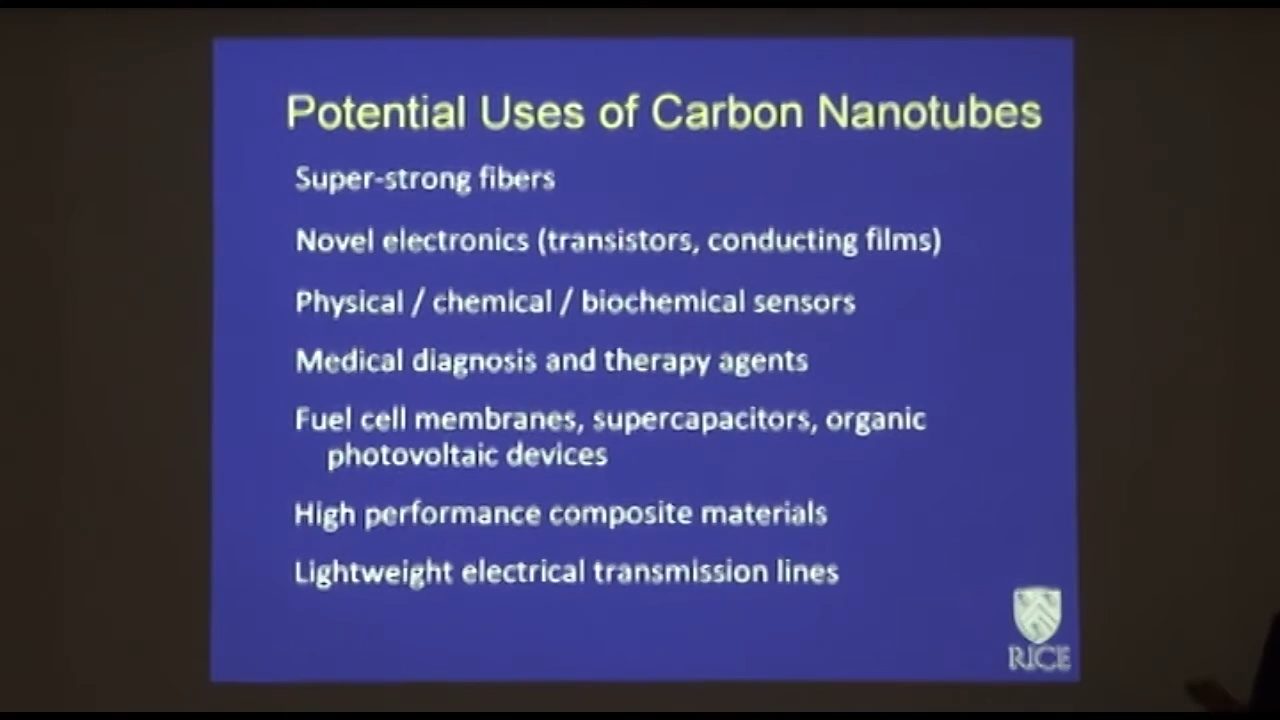 Potential Uses of Carbon Nanotubes
Super-strong fibers
Novel electronics (transistors, conducting films)
Physical / chemical / biochemical sensors
Medical diagnosis and therapy agents
Fuel cell membranes, supercapacitors, organic
photovoltaic devices
High performance composite materials
Lightweight electrical transmission lines
RICE